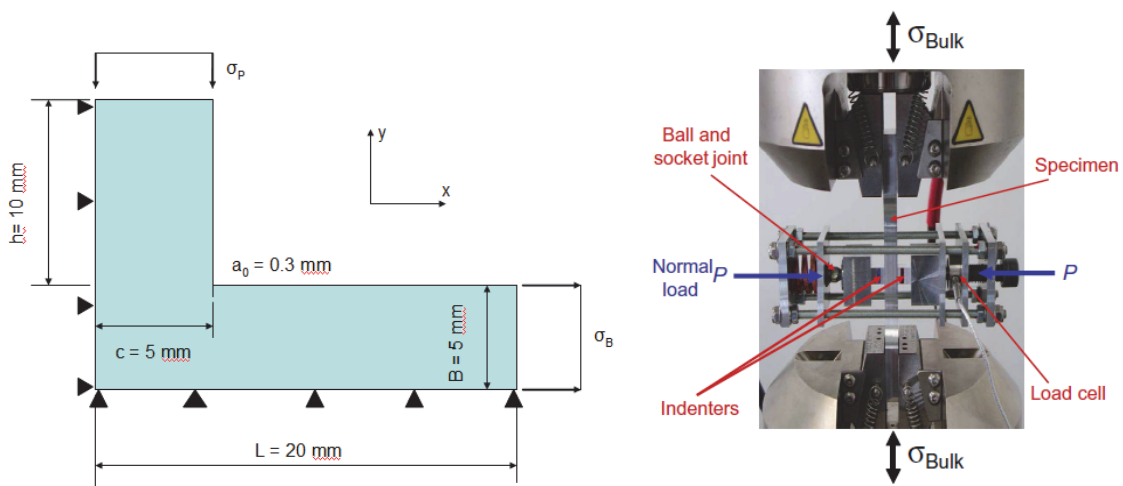 σP
h= 10 mm
y
x
a0 = 0.3 mm
c = 5 mm
B = 5 mm
σB
L = 20 mm
σBulk
Ball and
socket joint
Specimen
Normal
load
P
P
Indenters
Load cell
σBulk